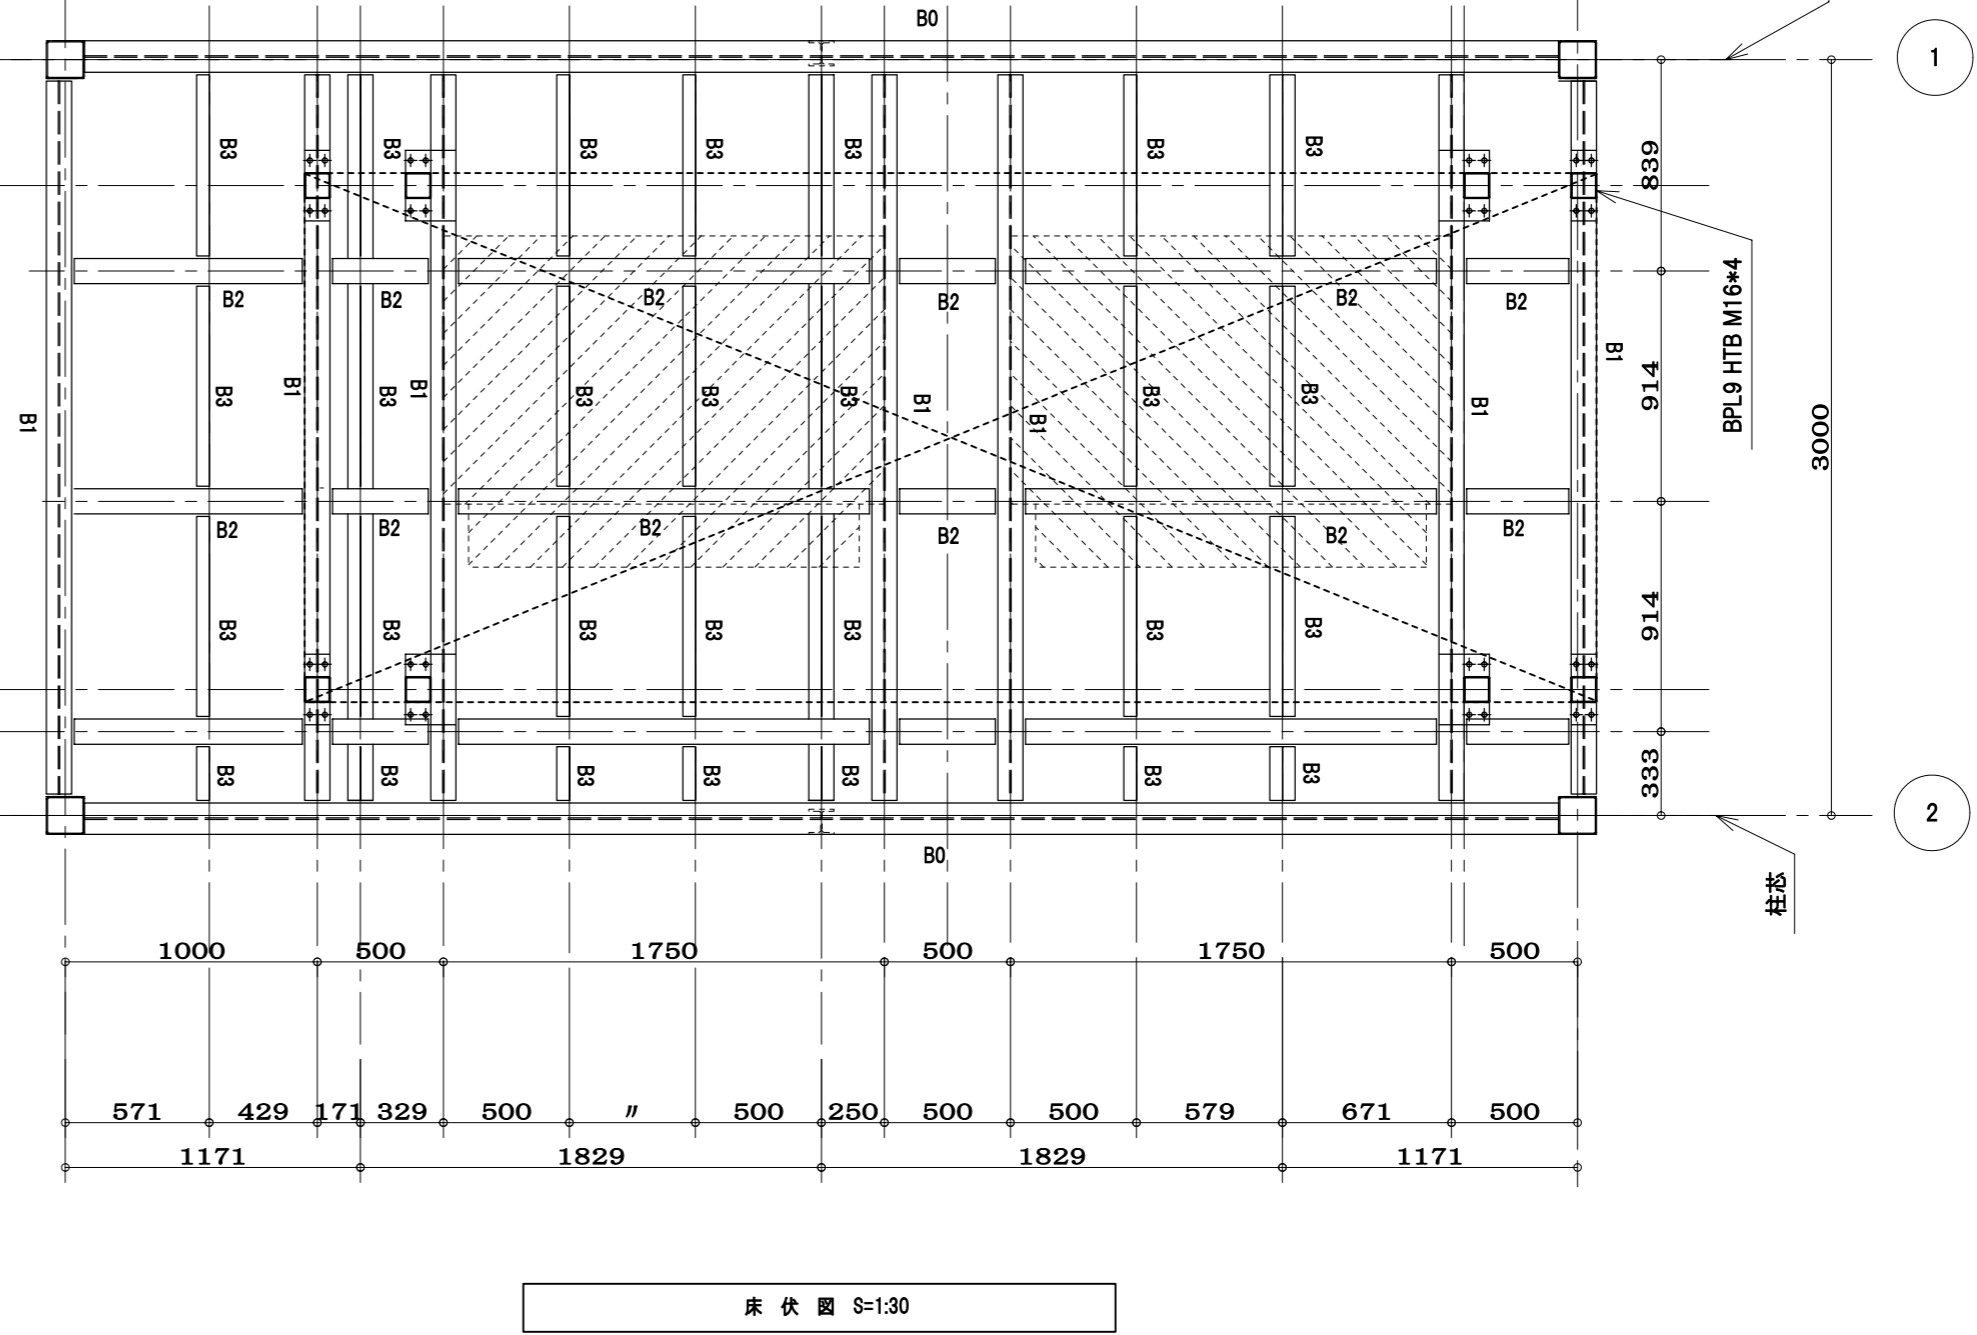 B0
1
B3 B3 B3 B3 B3 B3 B3
839
B2 B2 B2 B2 B2 B2
BPL9 HTB M16*4
B1 B1 B3 B1 B3 B3 B3 B3 B1 B1 B3 B3 B1 B1
B3
914
3000
B2 B2 B2 B2 B2 B2
B3 B3 B3 B3 B3 B3 B3
914
B3 B3 B3 B3 B3 B3 B3
333
2
B0
柱芯
1000 500 1750 500 1750 500
571 429 171 329 500 〃 500 250 500 500 579 671 500
1171 1829 1829 1171
床 伏 図 S=1:30